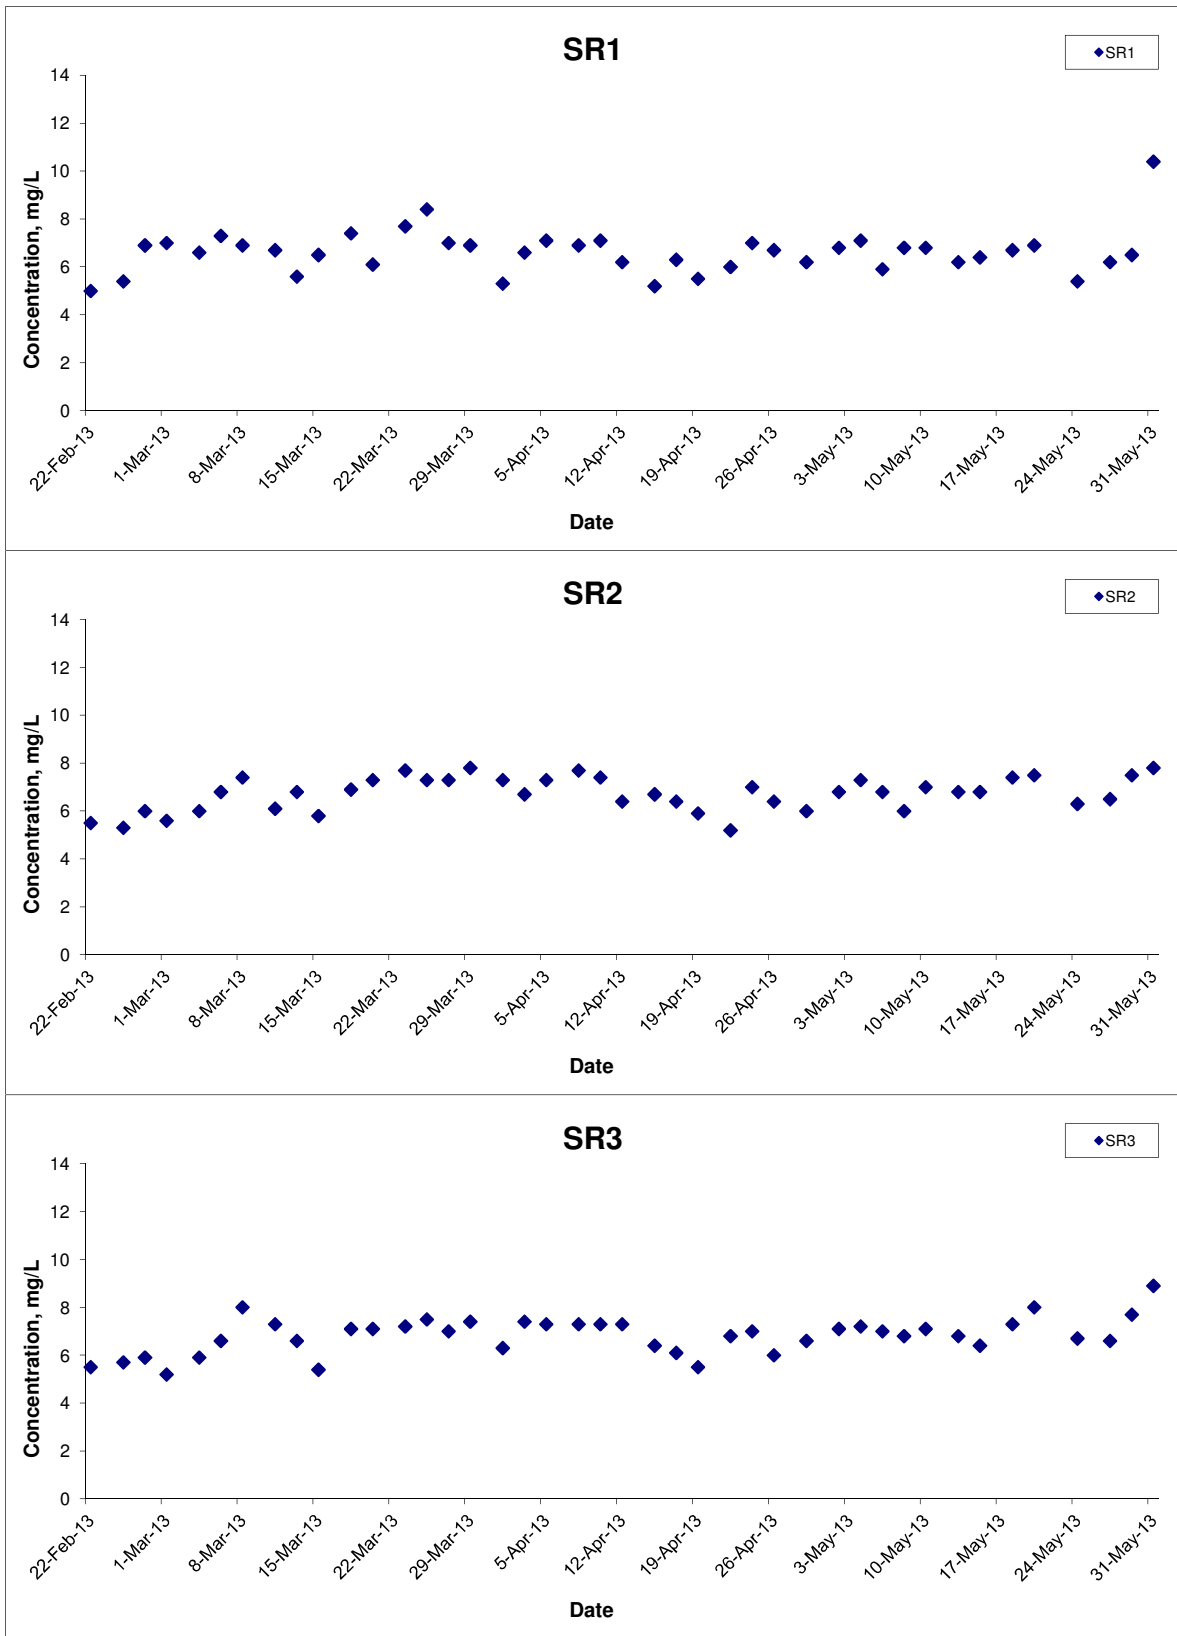 SR1
SR1
14
12
10
8
6
4
2
0
Concentration, mg/L
22-Feb-13
1-Mar-13
8-Mar-13
15-Mar-13
22-Mar-13
29-Mar-13
5-Apr-13
12-Apr-13
19-Apr-13
26-Apr-13
3-May-13
10-May-13
17-May-13
24-May-13
31-May-13
Date
SR2
SR2
14
12
10
8
6
4
2
0
Concentration, mg/L
22-Feb-13
1-Mar-13
8-Mar-13
15-Mar-13
22-Mar-13
29-Mar-13
5-Apr-13
12-Apr-13
19-Apr-13
26-Apr-13
3-May-13
10-May-13
17-May-13
24-May-13
31-May-13
Date
SR3
SR3
14
12
10
8
6
4
2
0
Concentration, mg/L
22-Feb-13
1-Mar-13
8-Mar-13
15-Mar-13
22-Mar-13
29-Mar-13
5-Apr-13
12-Apr-13
19-Apr-13
26-Apr-13
3-May-13
10-May-13
17-May-13
24-May-13
31-May-13
Date